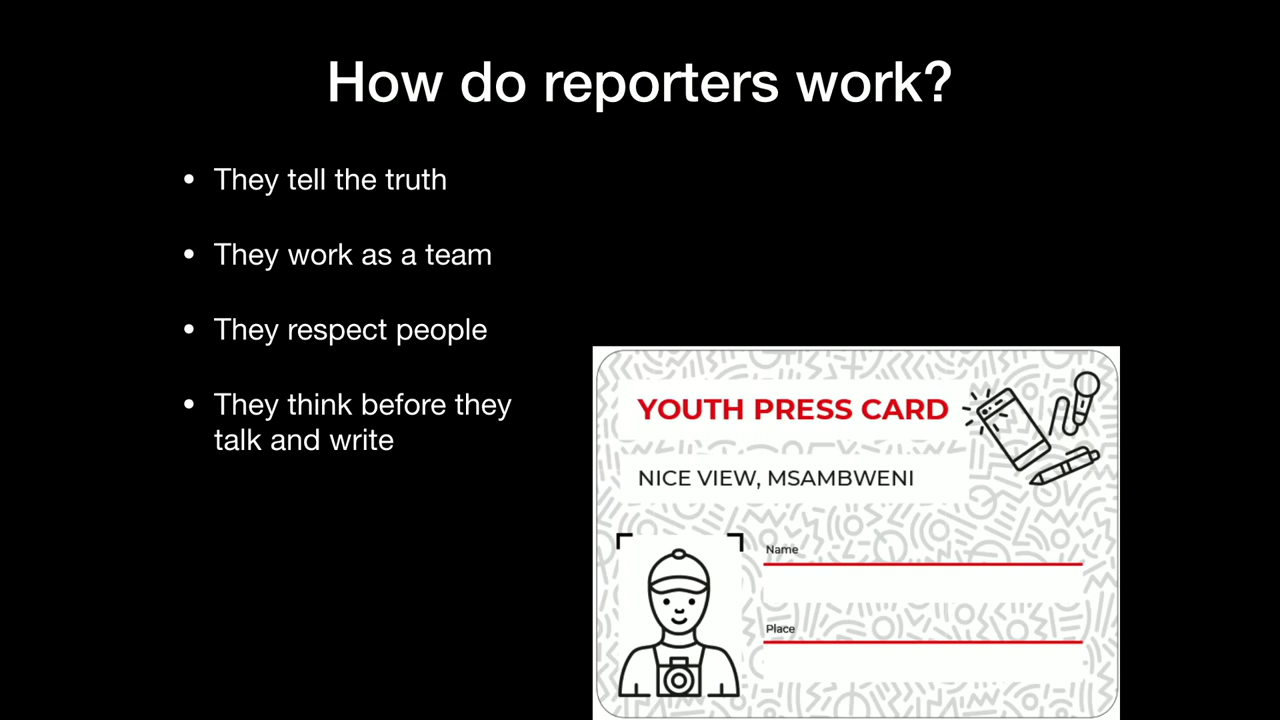 How do reporters work?
• They tell the truth
• They work as a team
• They respect people
• They think before they
talk and write
YOUTH PRESS CARD
NICE VIEW, MSAMBWENI
Name
Place